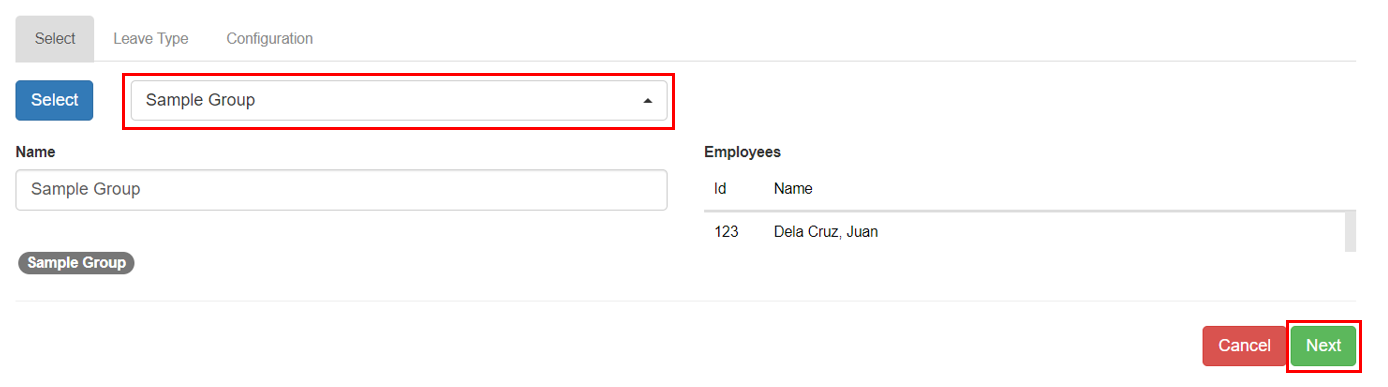 Select Leave Type Configuration
Select Sample Group
Name
Sample Group
Sample Group
Employees
Id Name
123 Dela Cruz, Juan
Cancel Next